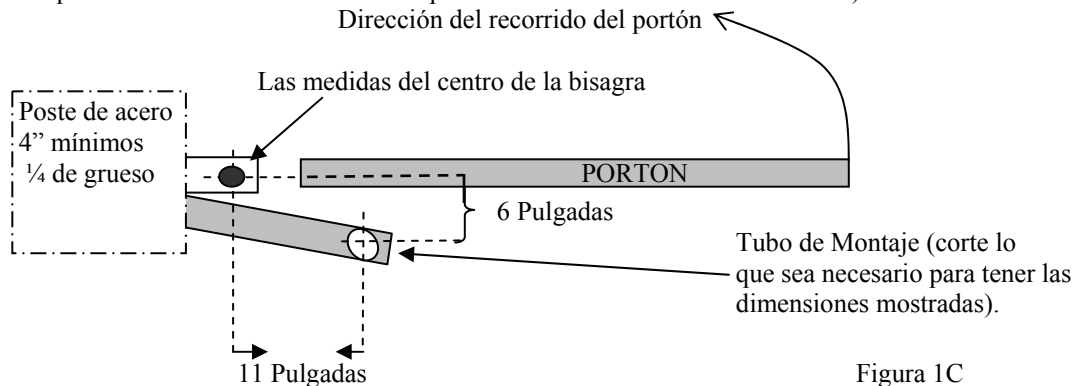 Dirección del recorrido del portón
Las medidas del centro de la bisagra
Poste de acero
4” mínimos
¼ de grueso
PORTON
6 Pulgadas
Tubo de Montaje (corte lo
que sea necesario para tener las
dimensiones mostradas).
11 Pulgadas
Figura 1C